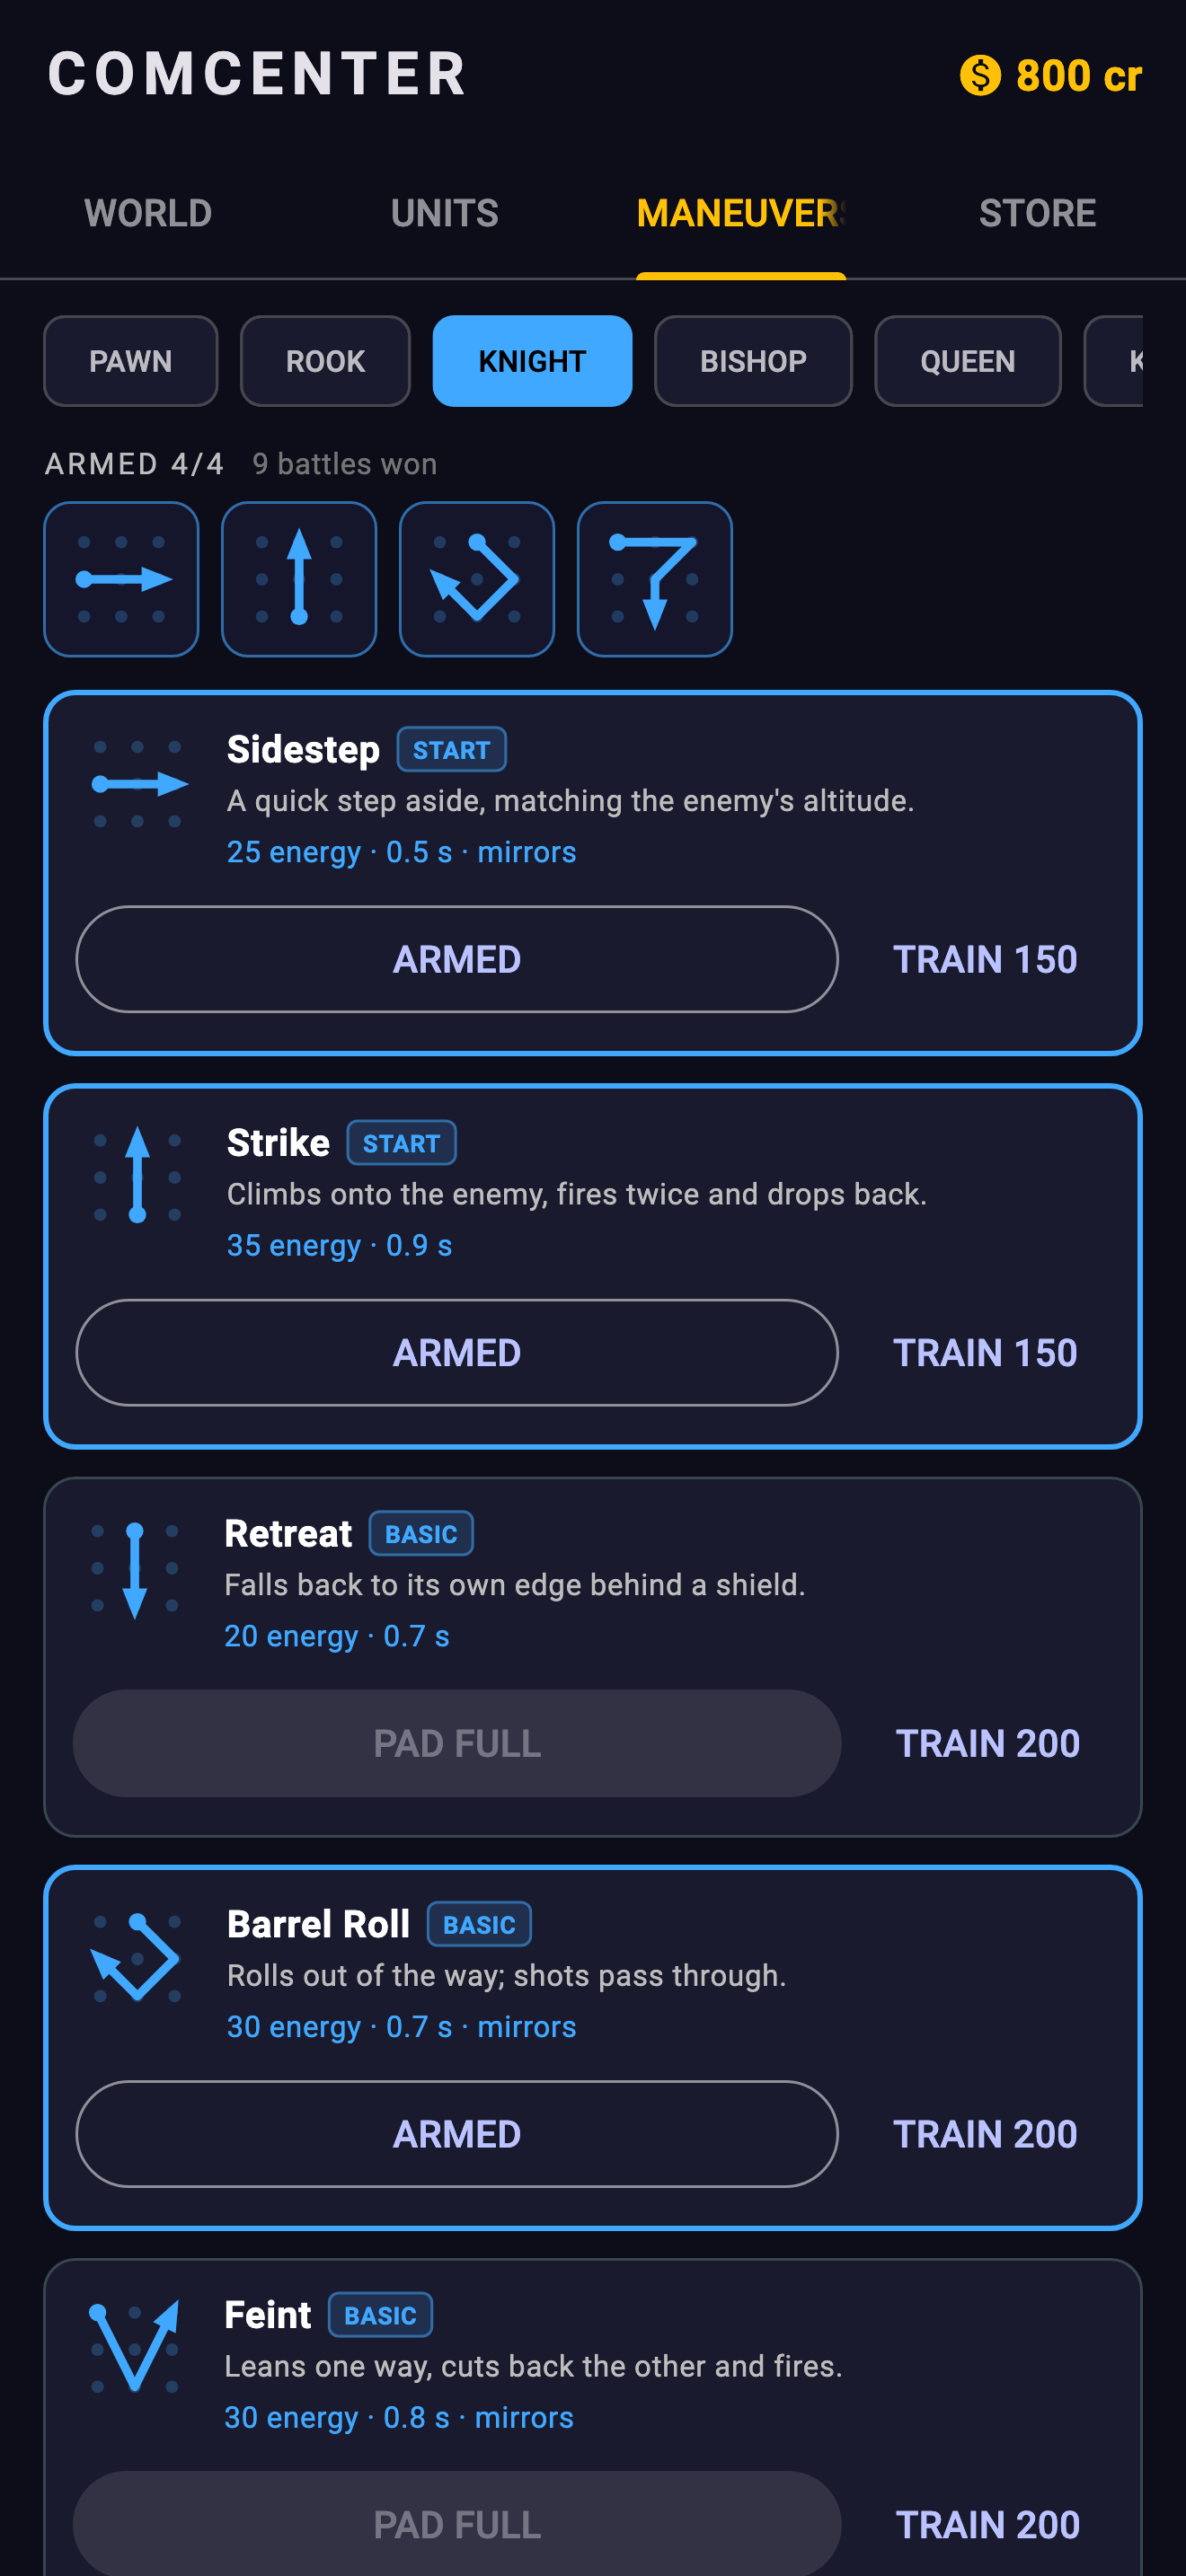 COMCENTER
$ 800 cr
WORLD UNITS MANEUVERS STORE
PAWN ROOK KNIGHT BISHOP QUEEN K
ARMED 4/4 9 battles won
Sidestep START
A quick step aside, matching the enemy's altitude.
25 energy · 0.5 s · mirrors
ARMED TRAIN 150
Strike START
Climbs onto the enemy, fires twice and drops back.
35 energy · 0.9 s
ARMED TRAIN 150
Retreat BASIC
Falls back to its own edge behind a shield.
20 energy · 0.7 s
PAD FULL TRAIN 200
Barrel Roll BASIC
Rolls out of the way; shots pass through.
30 energy · 0.7 s · mirrors
ARMED TRAIN 200
Feint BASIC
Leans one way, cuts back the other and fires.
30 energy · 0.8 s · mirrors
PAD FULL TRAIN 200